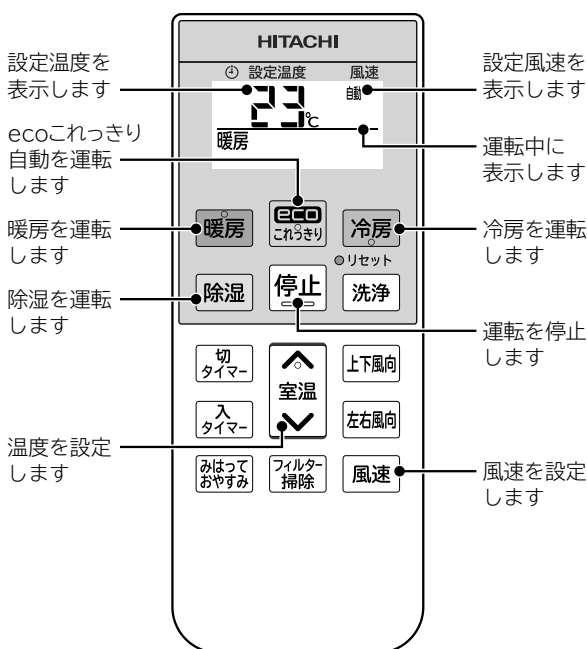 HITACHI
設定温度を
表示します
設定温度
風速
設定風速を
表示します
23℃
自動
暖房
運転中に
表示します
ecoこれっきり
自動を運転
します
暖房を運転
します
暖房
eco
これっきり
冷房
冷房を運転
します
リセット
除湿を運転
します
除湿
停止
洗浄
運転を停止
します
切
タイマー
室温
上下風向
入
タイマー
左右風向
温度を設定
します
みはって
おやすみ
フィルター
掃除
風速
風速を設定
します